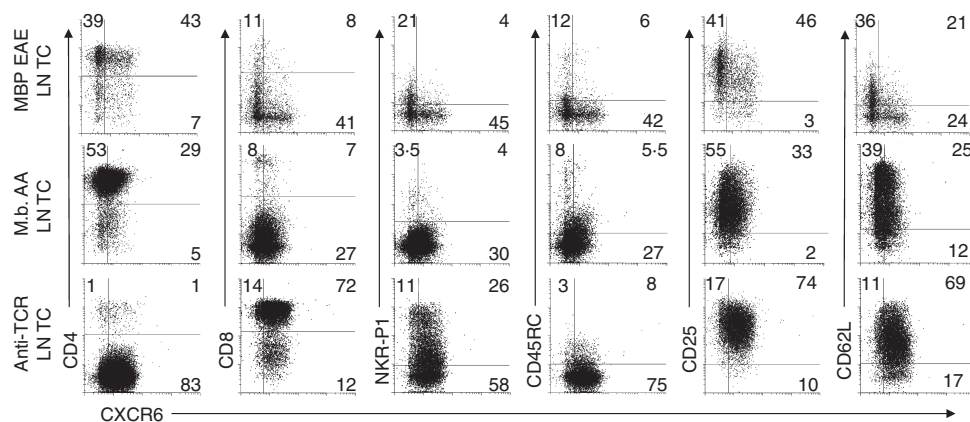 39 43 11 8 21 4 12 6 41 46 36 21
MBP EAE
LN TC
7 41 45 42 3 24
53 29 8 7 3·5 4 8 5·5 55 33 39 25
M.b. AA
LN TC
5 27 30 27 2 12
1 1 14 72 11 26 3 8 17 74 11 69
Anti-TCR
LN TC
CD4 CD8 NKR-P1 CD45RC CD25 CD62L
83 12 58 75 10 17
CXCR6